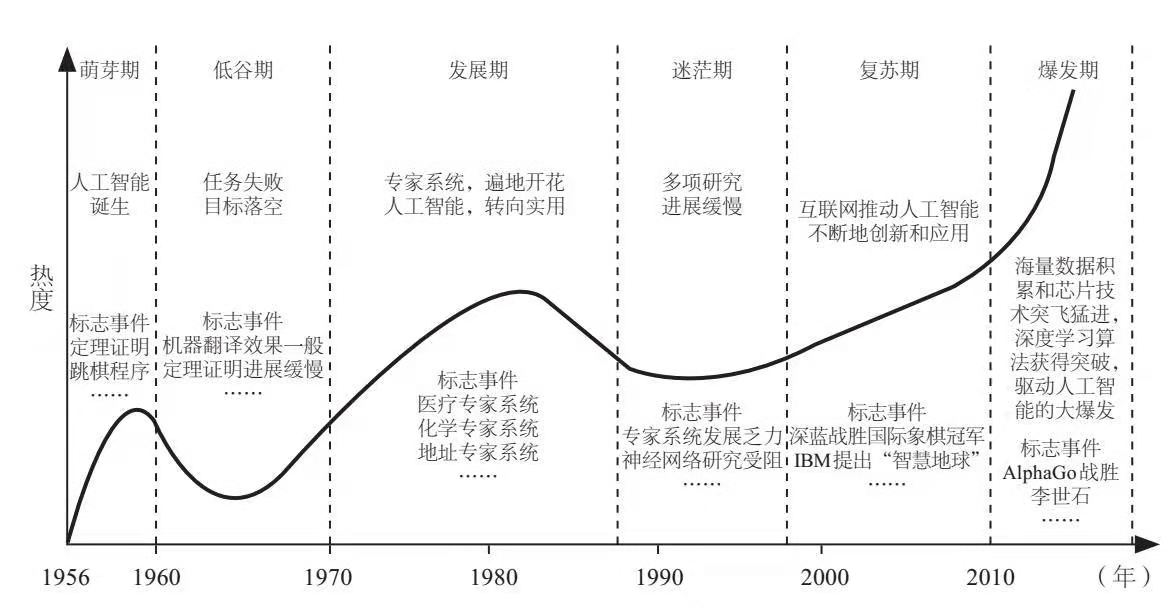 萌芽期
低谷期
发展期
迷茫期
复苏期
爆发期
人工智能
诞生
任务失败
目标落空
专家系统，遍地开花
人工智能，转向实用
多项研究
进展缓慢
互联网推动人工智能
不断地创新和应用
海量数据积
累和芯片技
术突飞猛进，
深度学习算
法获得突破，
驱动人工智
能的大爆发
热
度
标志事件
定理证明
跳棋程序
……
标志事件
机器翻译效果一般
定理证明进展缓慢
……
标志事件
医疗专家系统
化学专家系统
地址专家系统
……
标志事件
专家系统发展乏力
神经网络研究受阻
……
标志事件
深蓝战胜国际象棋冠军
IBM提出“智慧地球”
……
标志事件
AlphaGo战胜
李世石
……
1956
1960
1970
1980
1990
2000
2010
（年）